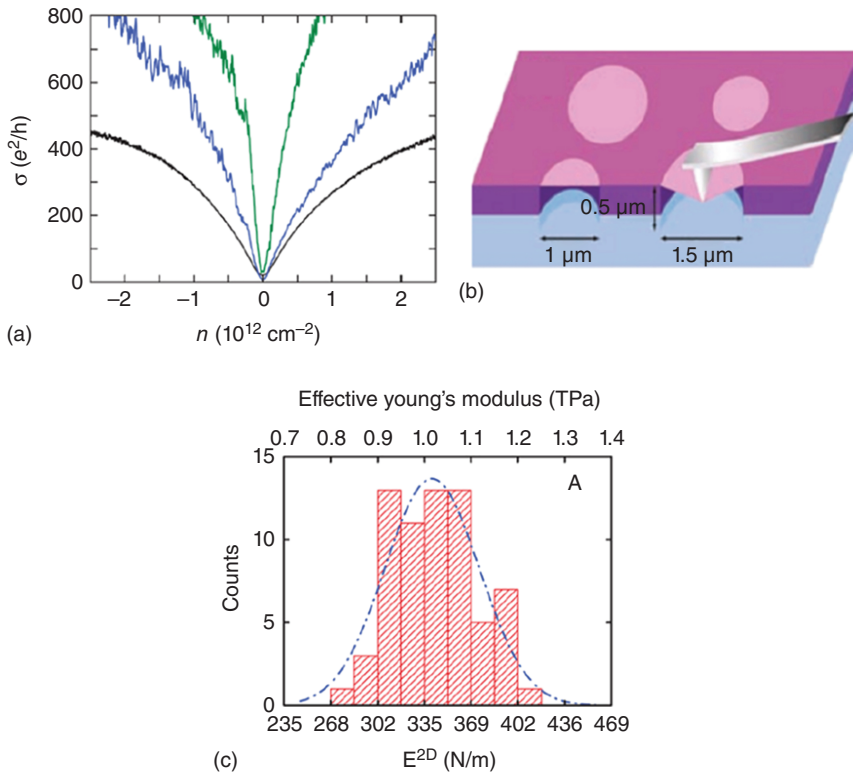 800
600
400
200
0
σ (e²/h)
–2 –1 0 1 2
n (10¹² cm⁻²)
(a)
0.5 μm
1 μm 1.5 μm
(b)
Effective young's modulus (TPa)
0.7 0.8 0.9 1.0 1.1 1.2 1.3 1.4
15
10
5
0
Counts
A
235 268 302 335 369 402 436 469
E²ᴰ (N/m)
(c)